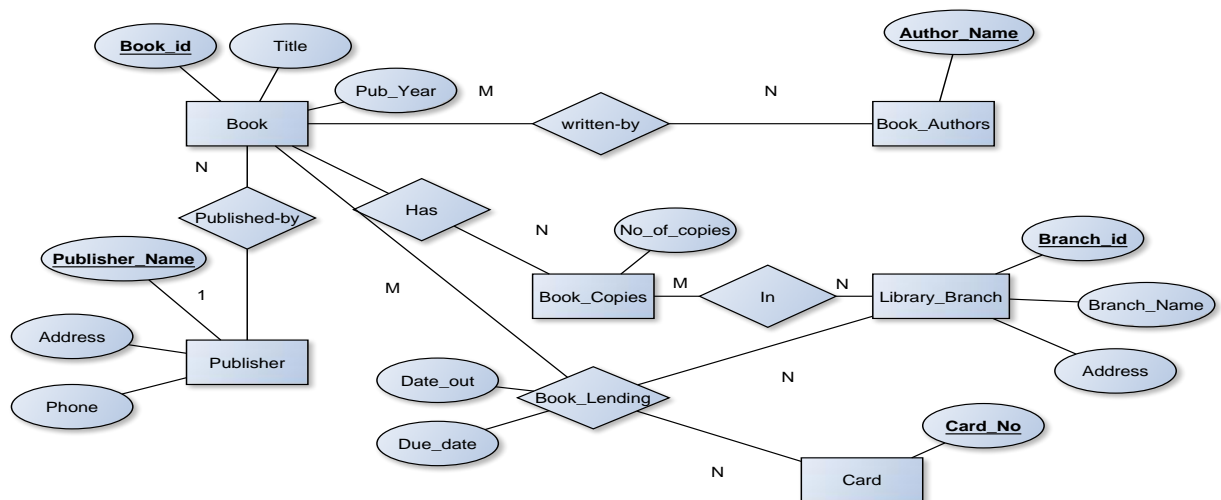 Book_id
Title
Author_Name
Pub_Year
M
N
Book
written-by
Book_Authors
N
Published-by
Has
No_of_copies
Branch_id
Publisher_Name
N
Book_Copies
M
In
N
Library_Branch
Branch_Name
1
M
Address
Publisher
Date_out
N
Address
Book_Lending
Phone
Due_date
Card_No
N
Card